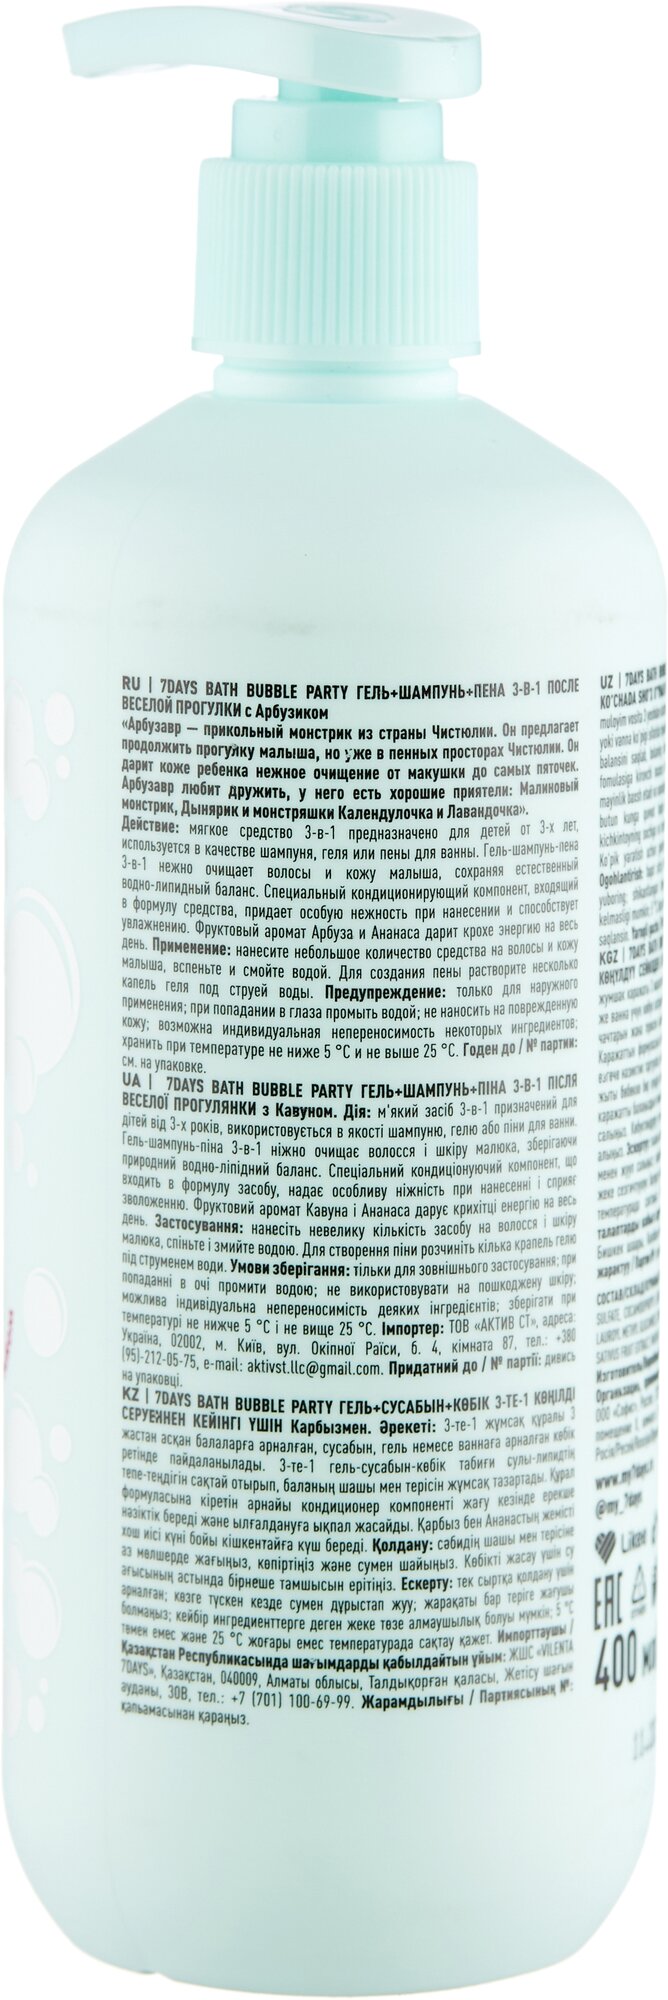 RU | 7DAYS BATH BUBBLE PARTY ГЕЛЬ+ШАМПУНЬ+ПЕНА 3-В-1 ПОСЛЕ
ВЕСЕЛОЙ ПРОГУЛКИ с Арбузиком
«Арбузавр — прикольный монстрик из страны Чистюлии. Он предлагает
продолжить прогулку малыша, но уже в пенных просторах Чистюлии. Он
дарит коже ребенка нежное очищение от макушки до самых пяточек.
Арбузавр любит дружить, у него есть хорошие приятели: Малиновый
монстрик, Дынярик и монстряшки Календулочка и Лавандочка».
Действие: мягкое средство 3-в-1 предназначено для детей от 3-х лет,
используется в качестве шампуня, геля или пены для ванны. Гель-шампунь-пена
3-в-1 нежно очищает волосы и кожу малыша, сохраняя естественный
водно-липидный баланс. Специальный кондиционирующий компонент, входящий
в формулу средства, придает особую нежность при нанесении и способствует
увлажнению. Фруктовый аромат Арбуза и Ананаса дарит крохе энергию на весь
день. Применение: нанесите небольшое количество средства на волосы и кожу
малыша, вспеньте и смойте водой. Для создания пены растворите несколько
капель геля под струей воды. Предупреждение: только для наружного
применения; при попадании в глаза промыть водой; не наносить на поврежденную
кожу; возможна индивидуальная непереносимость некоторых ингредиентов;
хранить при температуре не ниже 5 °С и не выше 25 °С. Годен до / № партии:
см. на упаковке.
UA | 7DAYS BATH BUBBLE PARTY ГЕЛЬ+ШАМПУНЬ+ПІНА 3-В-1 ПІСЛЯ
ВЕСЕЛОЇ ПРОГУЛЯНКИ з Кавуном. Дія: м'який засіб 3-в-1 призначений для
дітей від 3-х років, використовується в якості шампуню, гелю або піни для ванни.
Гель-шампунь-піна 3-в-1 ніжно очищає волосся і шкіру малюка, зберігаючи
природний водно-ліпідний баланс. Спеціальний кондиціонуючий компонент, що
входить в формулу засобу, надає особливу ніжність при нанесенні і сприяє
зволоженню. Фруктовий аромат Кавуна і Ананаса дарує крихітці енергію на весь
день. Застосування: нанесіть невелику кількість засобу на волосся і шкіру
малюка, спіньте і змийте водою. Для створення піни розчиніть кілька крапель гелю
під струменем води. Умови зберігання: тільки для зовнішнього застосування; при
попаданні в очі промити водою; не використовувати на пошкоджену шкіру;
можлива індивідуальна непереносимість деяких інгредієнтів; зберігати при
температурі не нижче 5 °С і не вище 25 °С. Імпортер: ТОВ «АКТИВ СТ», адреса:
Україна, 02002, м. Київ, вул. Окіпної Раїси, б. 4, кімната 87, тел.: +380
(95)-212-05-75, e-mail: aktivst.llc@gmail.com. Придатний до / № партії: дивись
на упаковці.
KZ | 7DAYS BATH BUBBLE PARTY ГЕЛЬ+СУСАБЫН+КӨБІК 3-ТЕ-1 КӨҢІЛДІ
СЕРУЕННЕН КЕЙІНГІ ҮШІН Карбызмен. Әрекеті: 3-те-1 жұмсақ құралы 3
жастан асқан балаларға арналған, сусабын, гель немесе ваннаға арналған көбік
ретінде пайдаланылады. 3-те-1 гель-сусабын-көбік табиғи сулы-липидтің
тепе-теңдігін сақтай отырып, баланың шашы мен терісін жұмсақ тазартады. Құрал
формуласына кіретін арнайы кондиционер компоненті жағу кезінде ерекше
назіктік береді және ылғалдануға ықпал жасайды. Қарбыз бен Ананастың жемісті
хош иісі күні бойы кішкентайға күш береді. Қолдану: сәбидің шашы мен терісіне
аз мөлшерде жағыңыз, көпіртіңіз және сумен шайыңыз. Көбікті жасау үшін су
ағысының астында бірнеше тамшысын ерітіңіз. Ескерту: тек сыртқа қолдану үшін
арналған; көзге түскен кезде сумен дұрыстап жуу; жарақаты бар теріге жағушы
болмаңыз; кейбір ингредиенттерге деген жеке төзе алмаушылық болуы мүмкін; 5 °С
төмен емес және 25 °С жоғары емес температурада сақтау қажет. Импорттаушы /
Қазақстан Республикасында шағымдарды қабылдайтын ұйым: ЖШС «VILENTA
7DAYS», Қазақстан, 040009, Алматы облысы, Талдықорған қаласы, Жетісу шағын
ауданы, 30В, тел.: +7 (701) 100-69-99. Жарамдылығы / Партиясының №:
қапьамасынан қараңыз.
UZ | 7DAYS BATH
KO'CHADA
KGZ | 7DAYS
www.my7days.
@my_7days
Liked
EAC
400